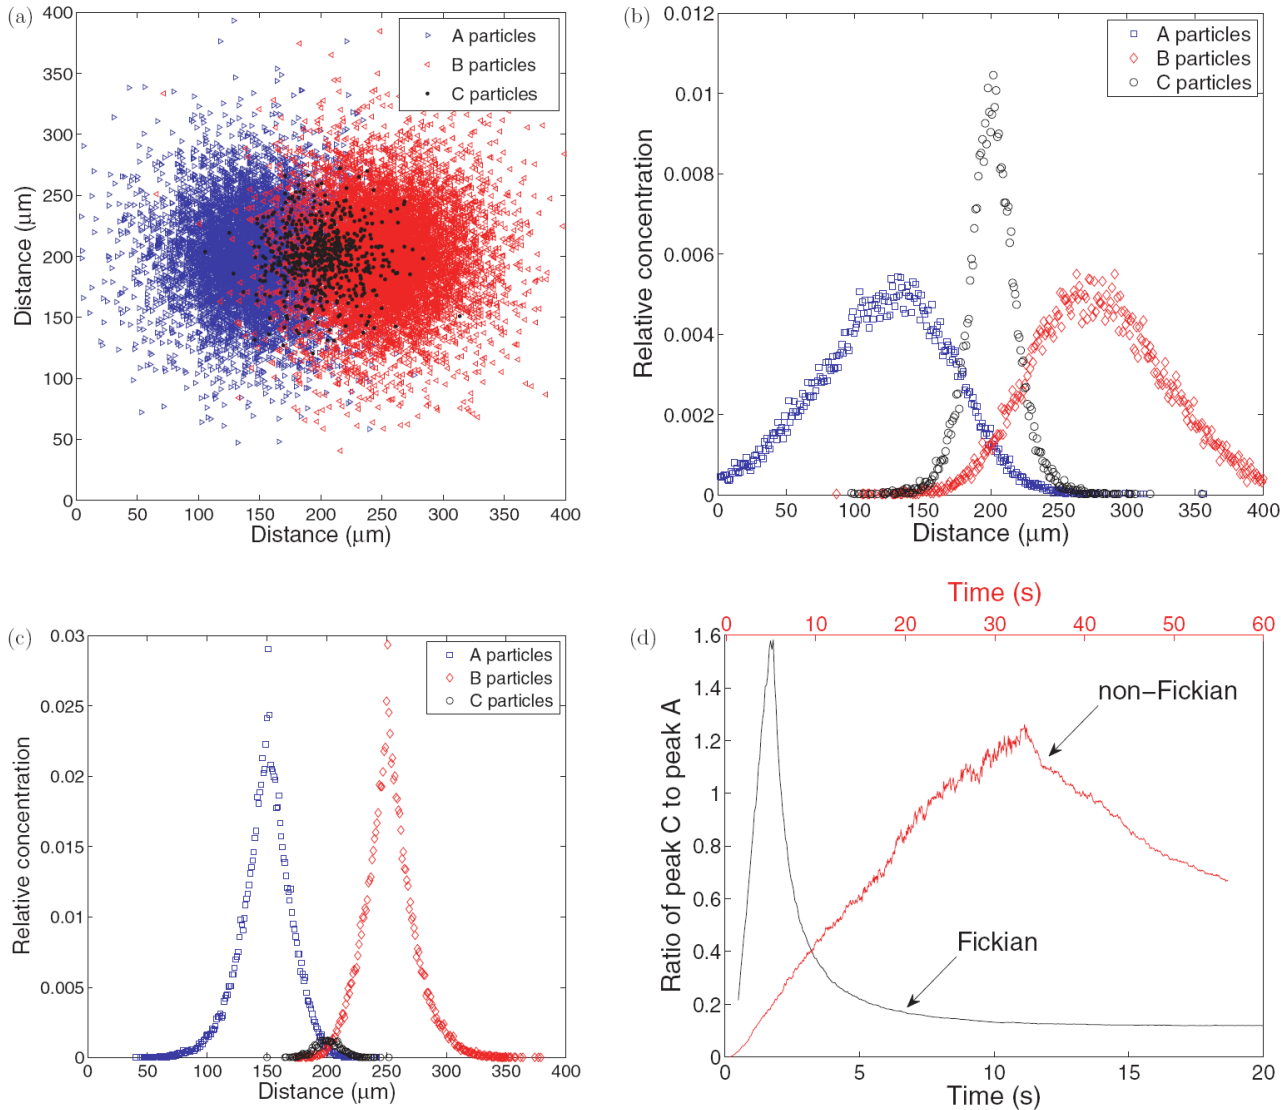 (a)
400
350
300
250
200
150
100
50
0
Distance (μm)
A particles
B particles
C particles
0 50 100 150 200 250 300 350 400
Distance (μm)
(b)
0.012
0.01
0.008
0.006
0.004
0.002
0
Relative concentration
A particles
B particles
C particles
0 50 100 150 200 250 300 350 400
Distance (μm)
(c)
0.03
0.025
0.02
0.015
0.01
0.005
0
Relative concentration
A particles
B particles
C particles
0 50 100 150 200 250 300 350 400
Distance (μm)
(d)
Time (s)
0 10 20 30 40 50 60
1.6
1.4
1.2
1
0.8
0.6
0.4
0.2
0
Ratio of peak C to peak A
non-Fickian
Fickian
0 5 10 15 20
Time (s)